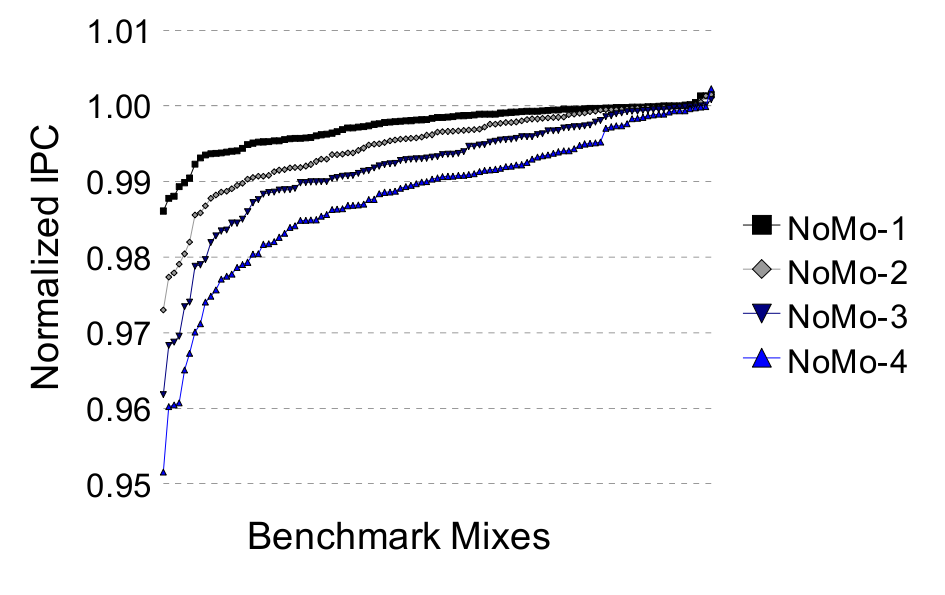 1.01
1.00
0.99
0.98
0.97
0.96
0.95
Normalized IPC
Benchmark Mixes
NoMo-1
NoMo-2
NoMo-3
NoMo-4